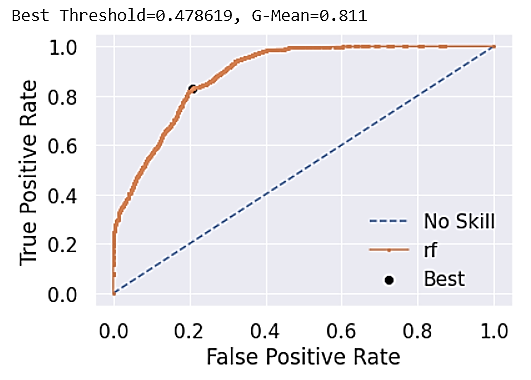 Best Threshold=0.478619, G-Mean=0.811
1.0
0.8
0.6
0.4
0.2
0.0
True Positive Rate
No Skill
rf
Best
0.0 0.2 0.4 0.6 0.8 1.0
False Positive Rate